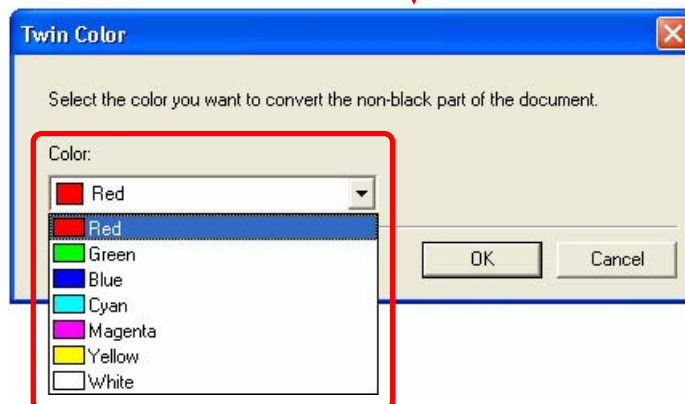 Twin Color
Select the color you want to convert the non-black part of the document.
Color:
Red
Red
Green
Blue
Cyan
Magenta
Yellow
White
OK
Cancel